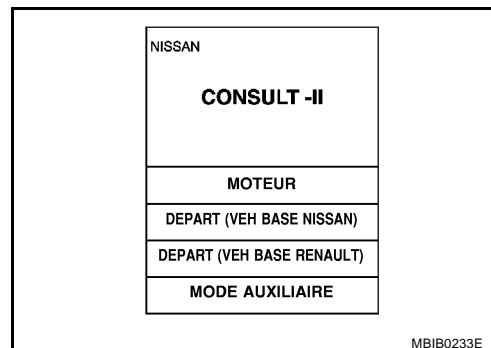 NISSAN
CONSULT -II
MOTEUR
DEPART (VEH BASE NISSAN)
DEPART (VEH BASE RENAULT)
MODE AUXILIAIRE
MBIB0233E